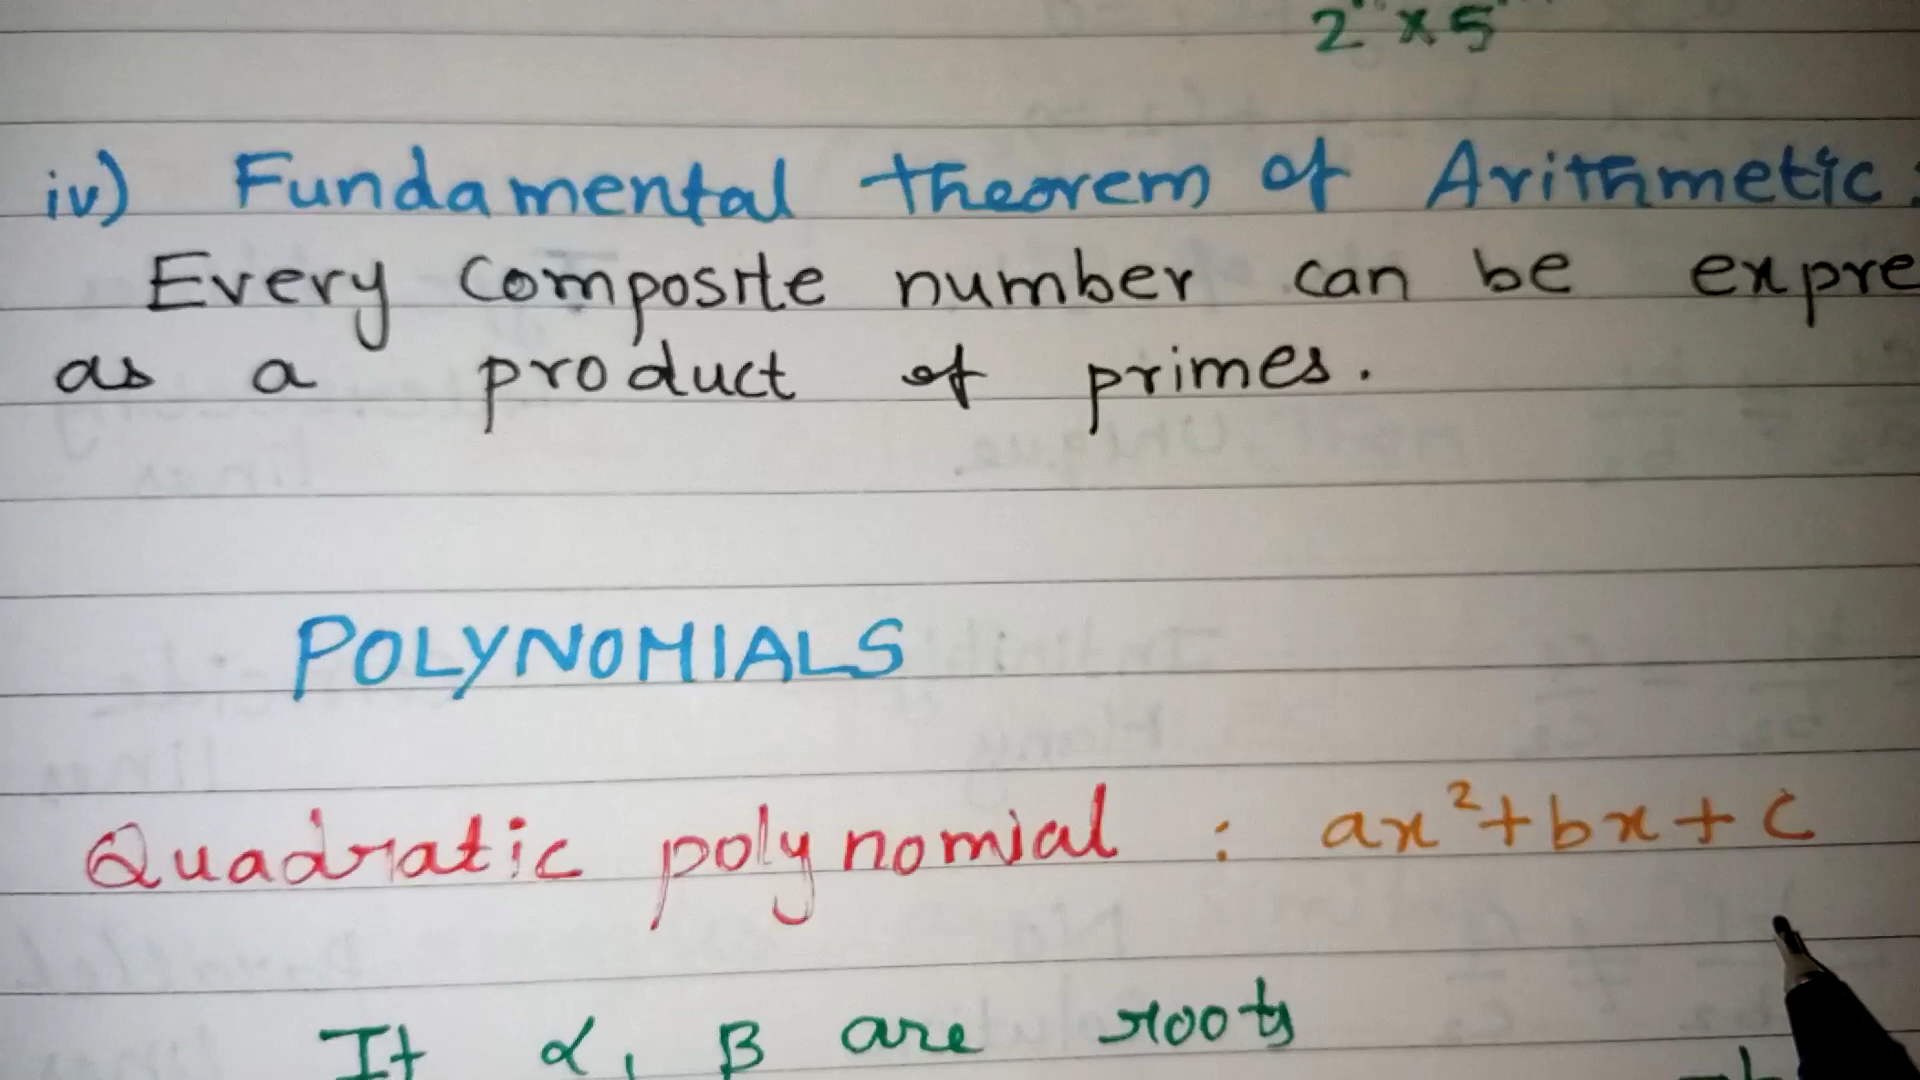 2 × 5
iv) Fundamental theorem of Arithmetic:
Every composite number can be expre
as a product of primes.
POLYNOMIALS
Quadratic polynomial : ax²+bx+c
If α, β are roots